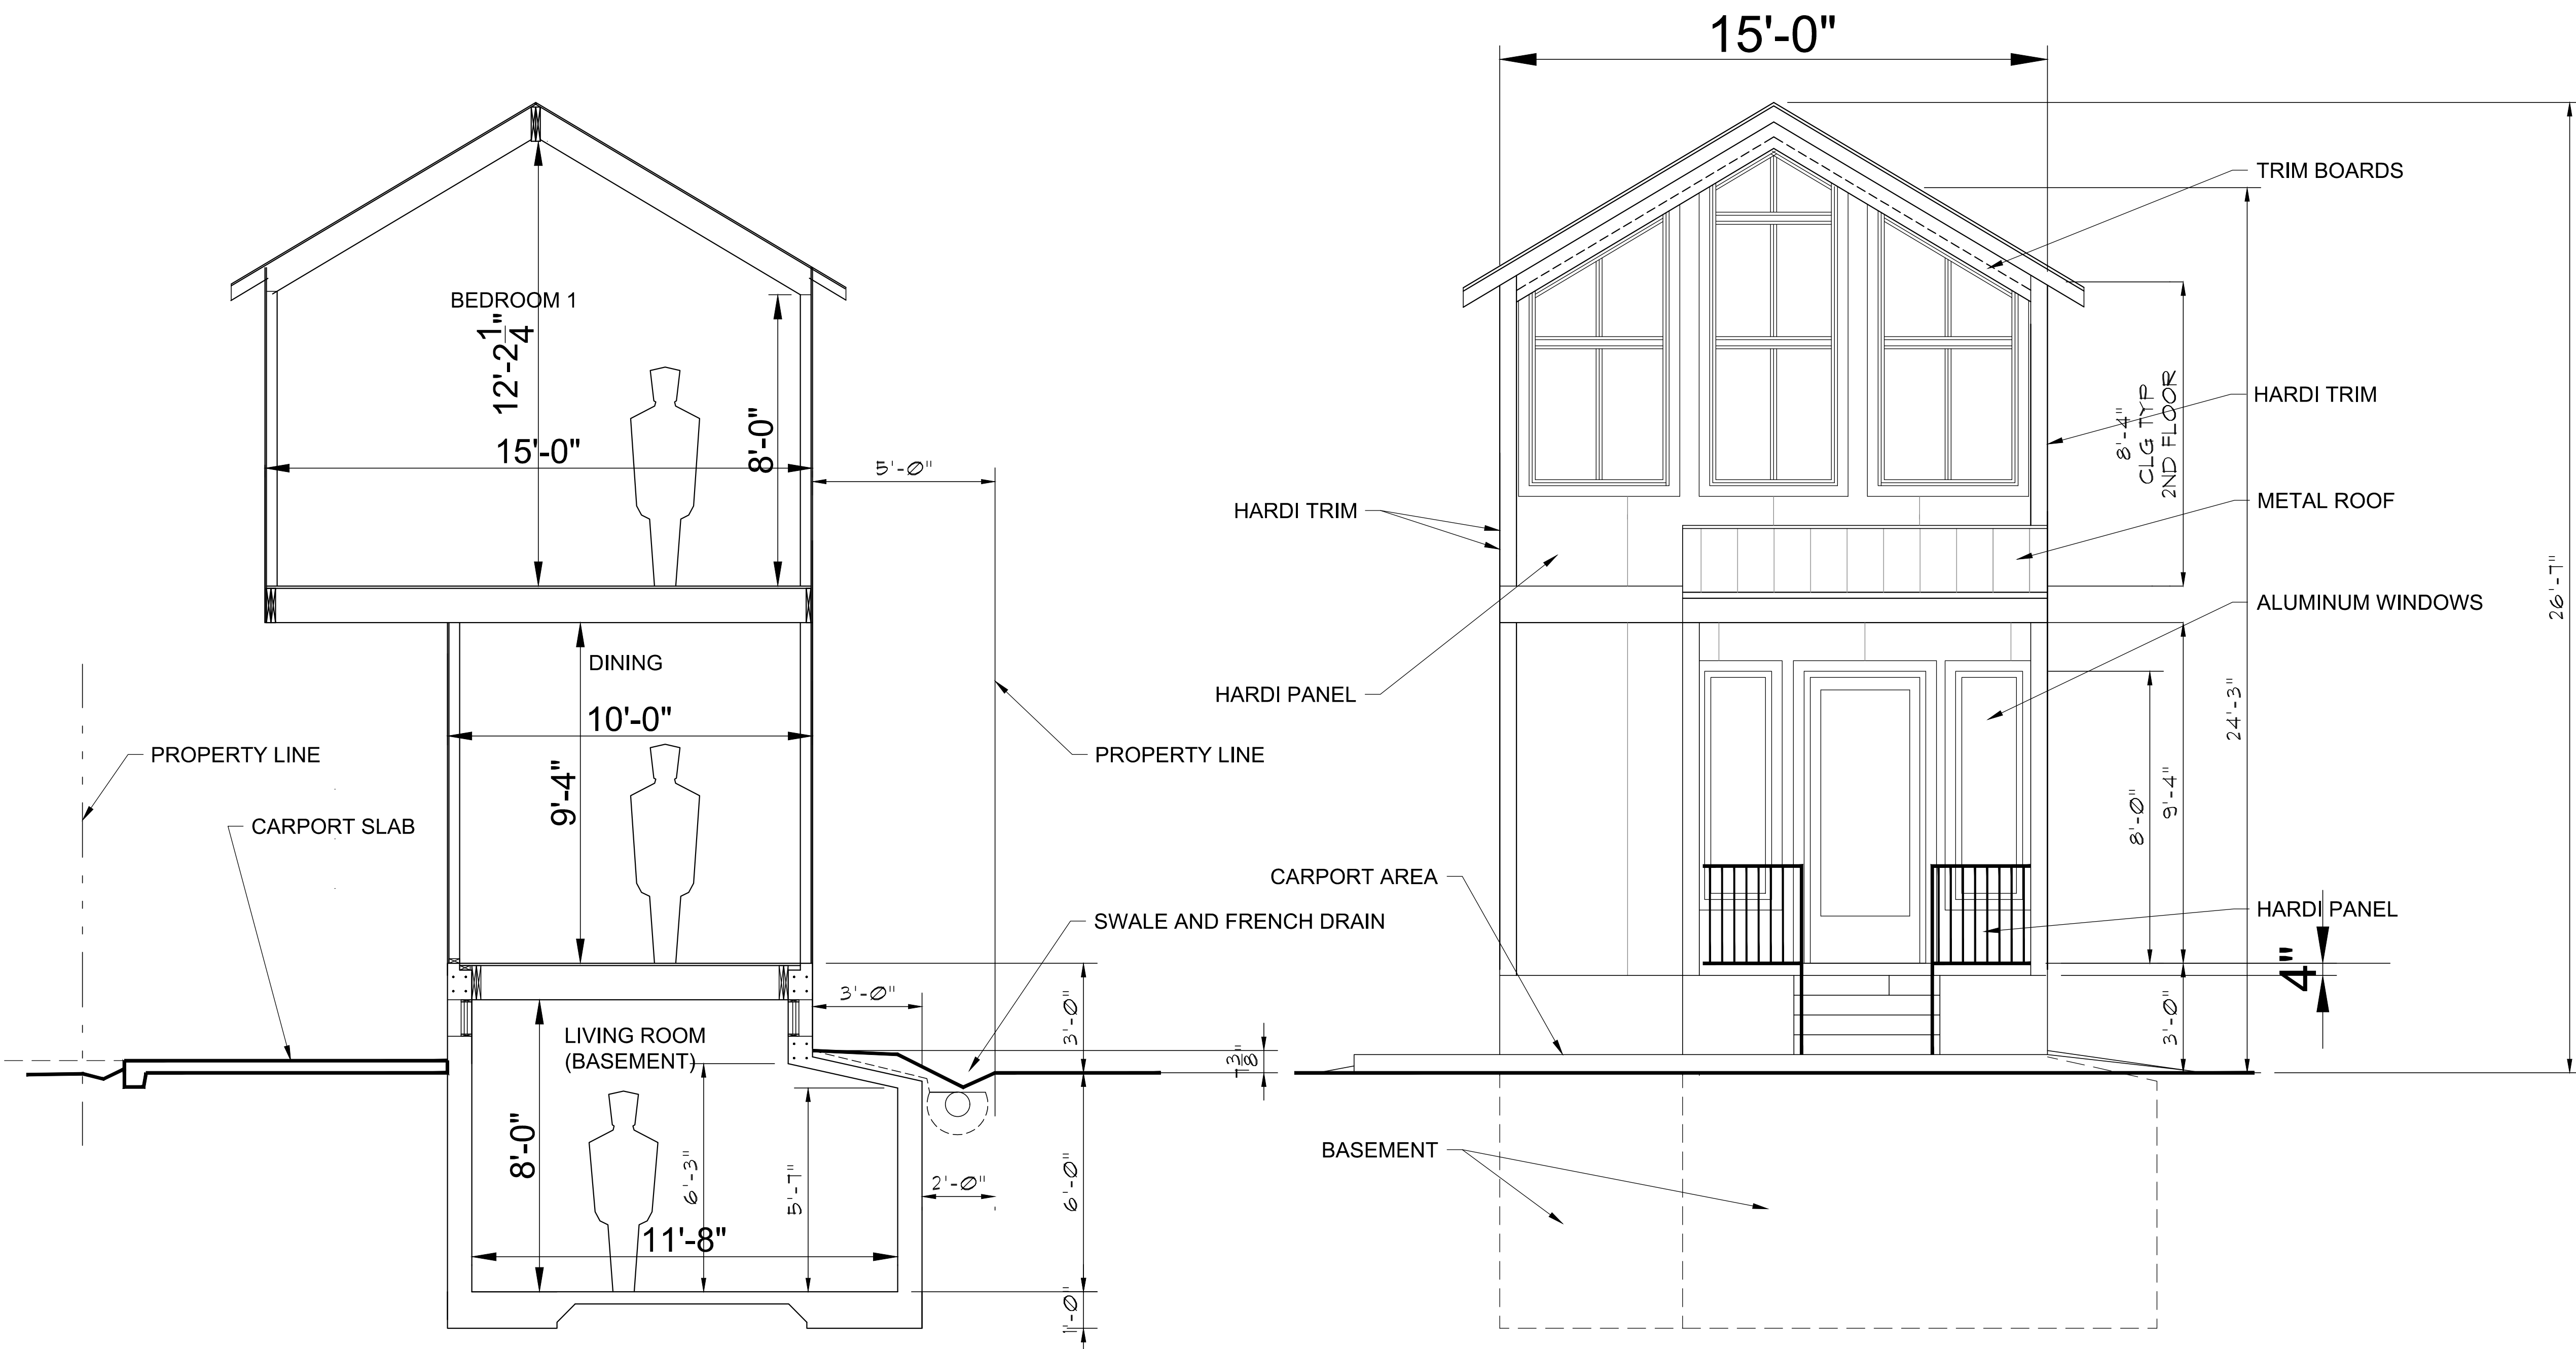 15'-0"
BEDROOM 1
12'-2 1/4"
15'-0"
8'-0"
5'-0"
DINING
10'-0"
9'-4"
PROPERTY LINE
CARPORT SLAB
PROPERTY LINE
SWALE AND FRENCH DRAIN
3'-0"
3'-0"
LIVING ROOM
(BASEMENT)
8'-0"
6'-3"
5'-7"
2'-0"
6'-0"
11'-8"
1'-0"
TRIM BOARDS
8'-4"
CLG TYP
2ND FLOOR
HARDI TRIM
HARDI TRIM
METAL ROOF
26'-7"
ALUMINUM WINDOWS
HARDI PANEL
24'-3"
9'-4"
8'-0"
CARPORT AREA
HARDI PANEL
4"
3'-0"
BASEMENT